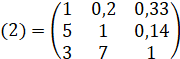 (2) = ( 1 0,2 0,33
5 1 0,14
3 7 1 )